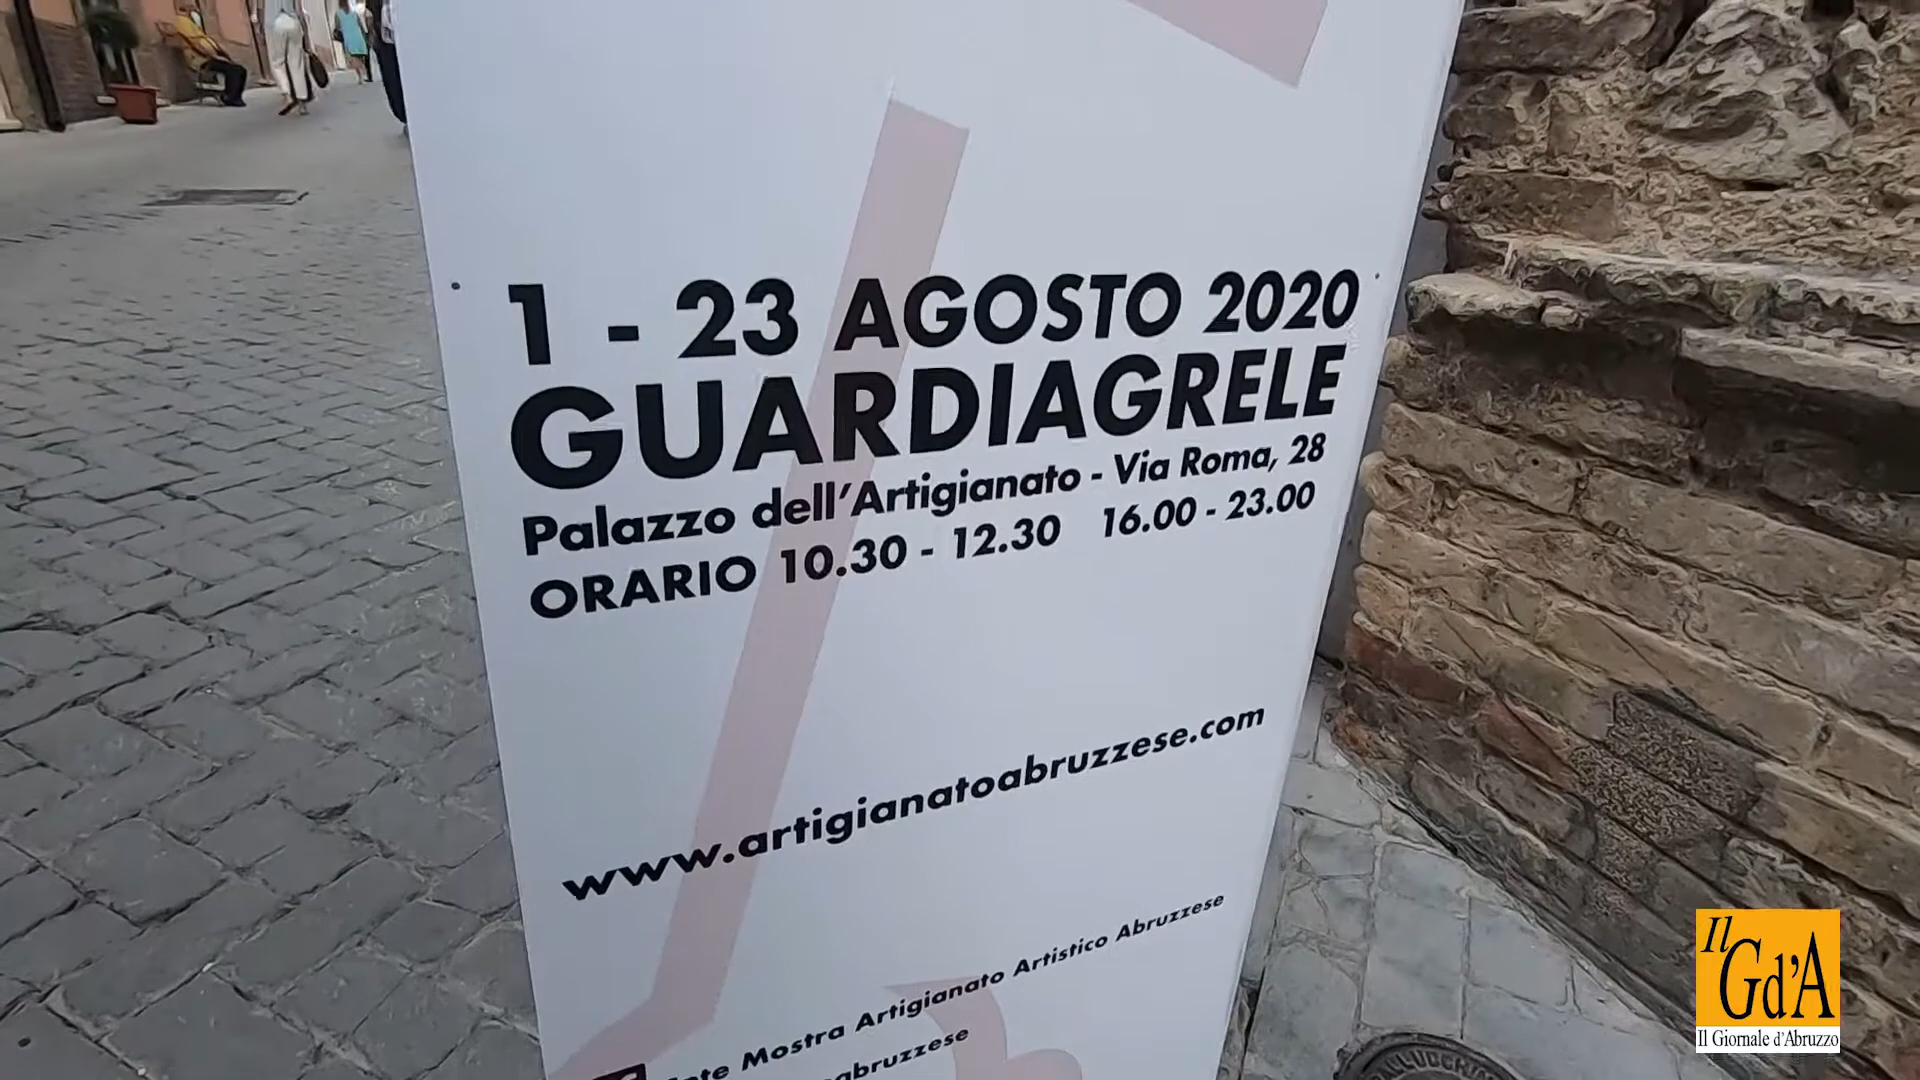 1 - 23 AGOSTO 2020
GUARDIAGRELE
Palazzo dell'Artigianato - Via Roma, 28
ORARIO 10.30 - 12.30 16.00 - 23.00
www.artigianatoabruzzese.com
Mostra Artigianato Artistico Abruzzese
Il
Gd'A
Il Giornale d'Abruzzo